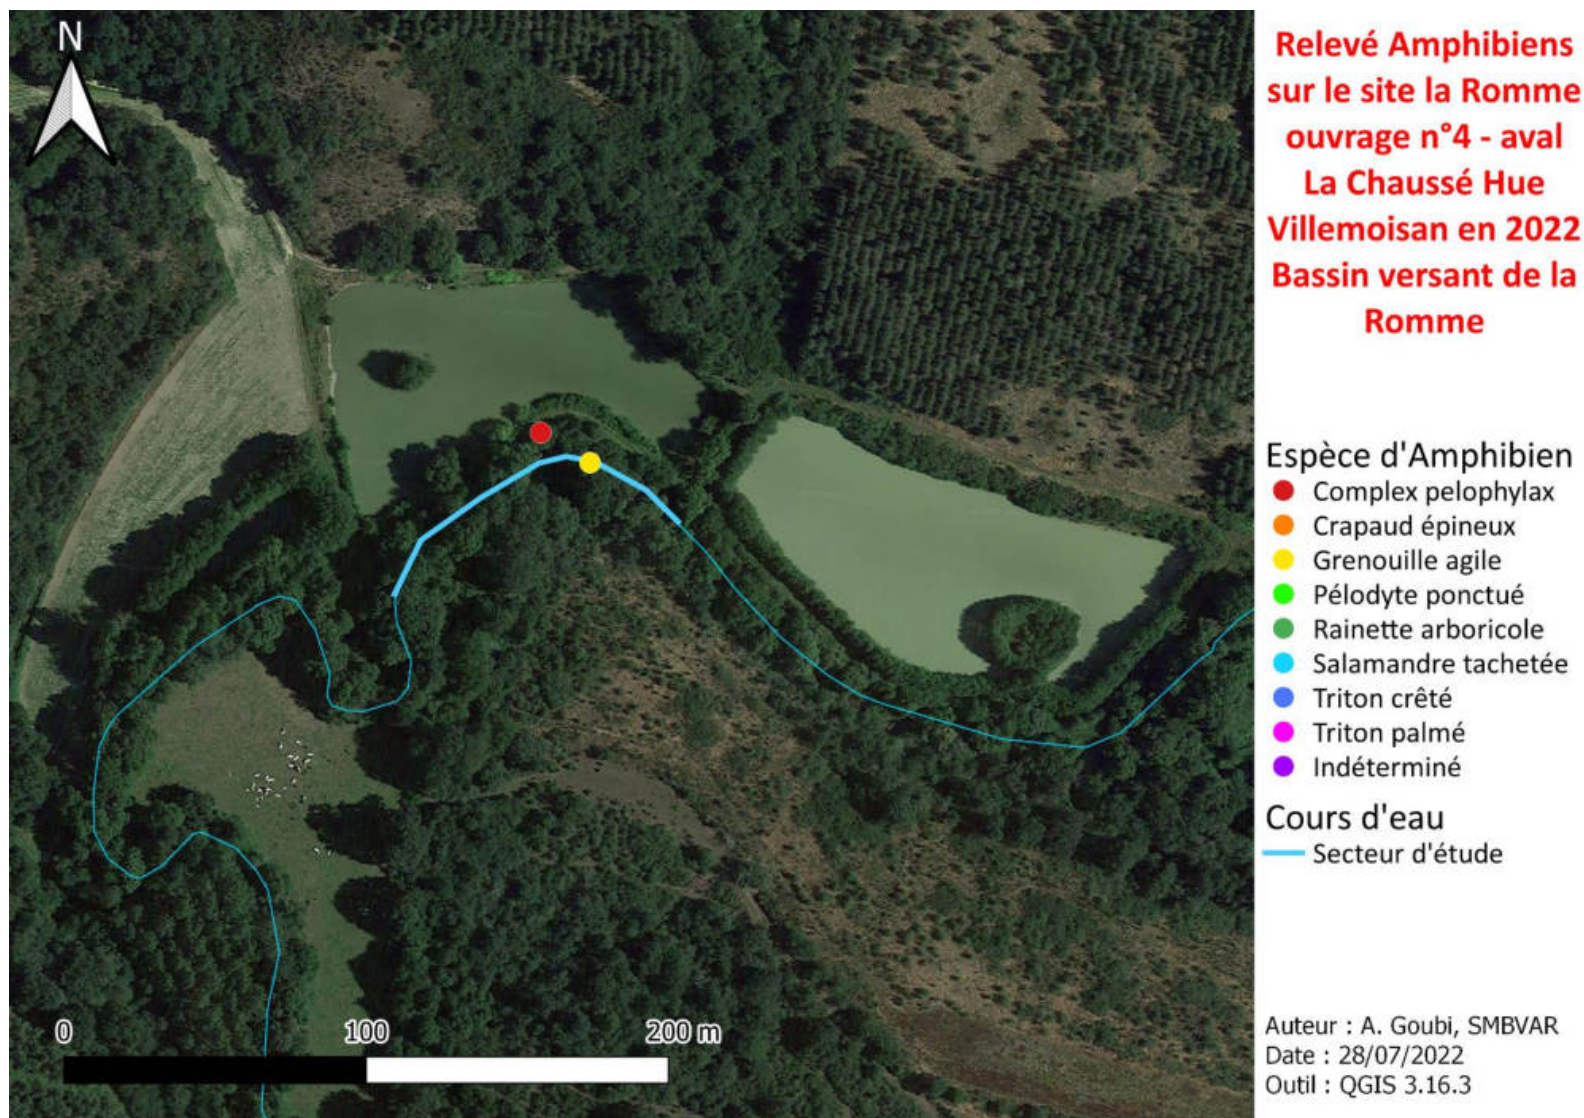 N
Relevé Amphibiens
sur le site la Romme
ouvrage n°4 - aval
La Chaussé Hue
Villemoisan en 2022
Bassin versant de la
Romme
Espèce d'Amphibien
Complex pelophylax
Crapaud épineux
Grenouille agile
Pélodyte ponctué
Rainette arboricole
Salamandre tachetée
Triton crêté
Triton palmé
Indéterminé
Cours d'eau
Secteur d'étude
0 100 200 m
Auteur : A. Goubi, SMBVAR
Date : 28/07/2022
Outil : QGIS 3.16.3